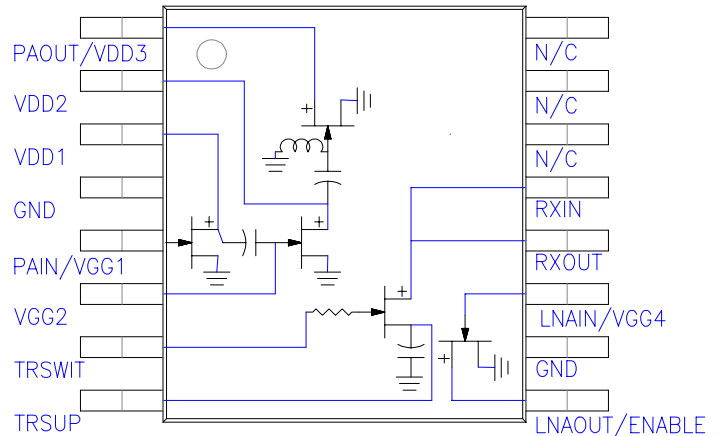 PAOUT/VDD3
VDD2
VDD1
GND
PAIN/VGG1
VGG2
TRSWIT
TRSUP
N/C
N/C
N/C
RXIN
RXOUT
LNAIN/VGG4
GND
LNAOUT/ENABLE
+
+
+
+
+